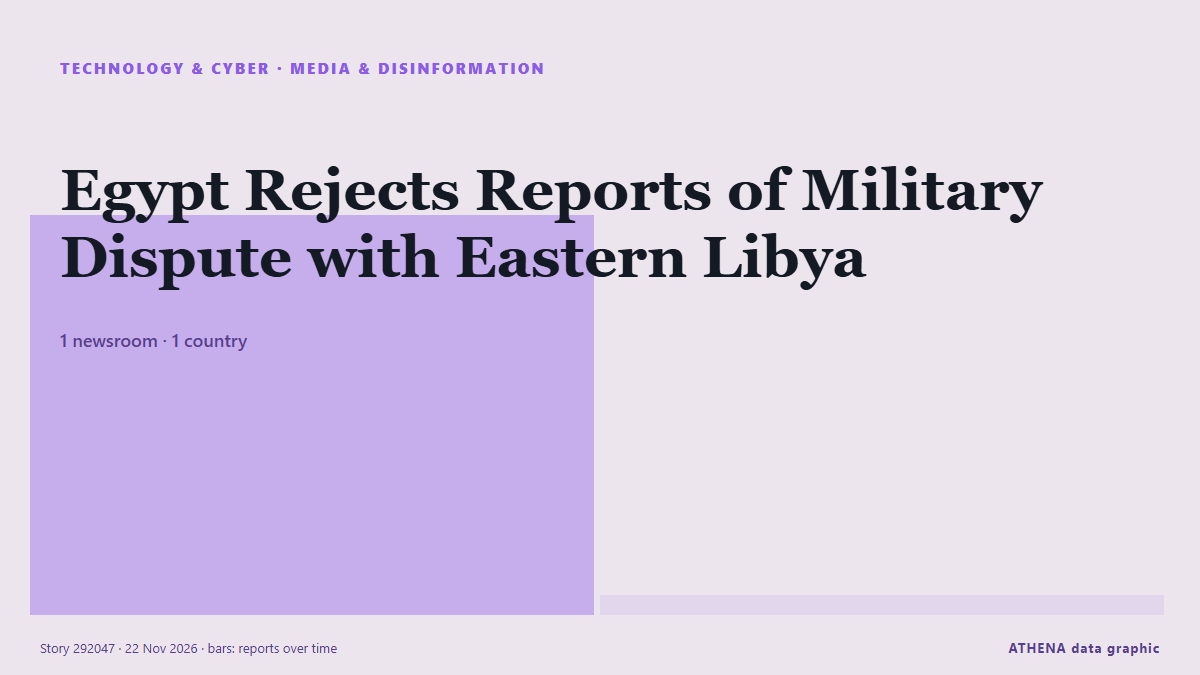 TECHNOLOGY & CYBER · MEDIA & DISINFORMATION
Egypt Rejects Reports of Military
Dispute with Eastern Libya
1 newsroom · 1 country
Story 292047 · 22 Nov 2026 · bars: reports over time
ATHENA data graphic